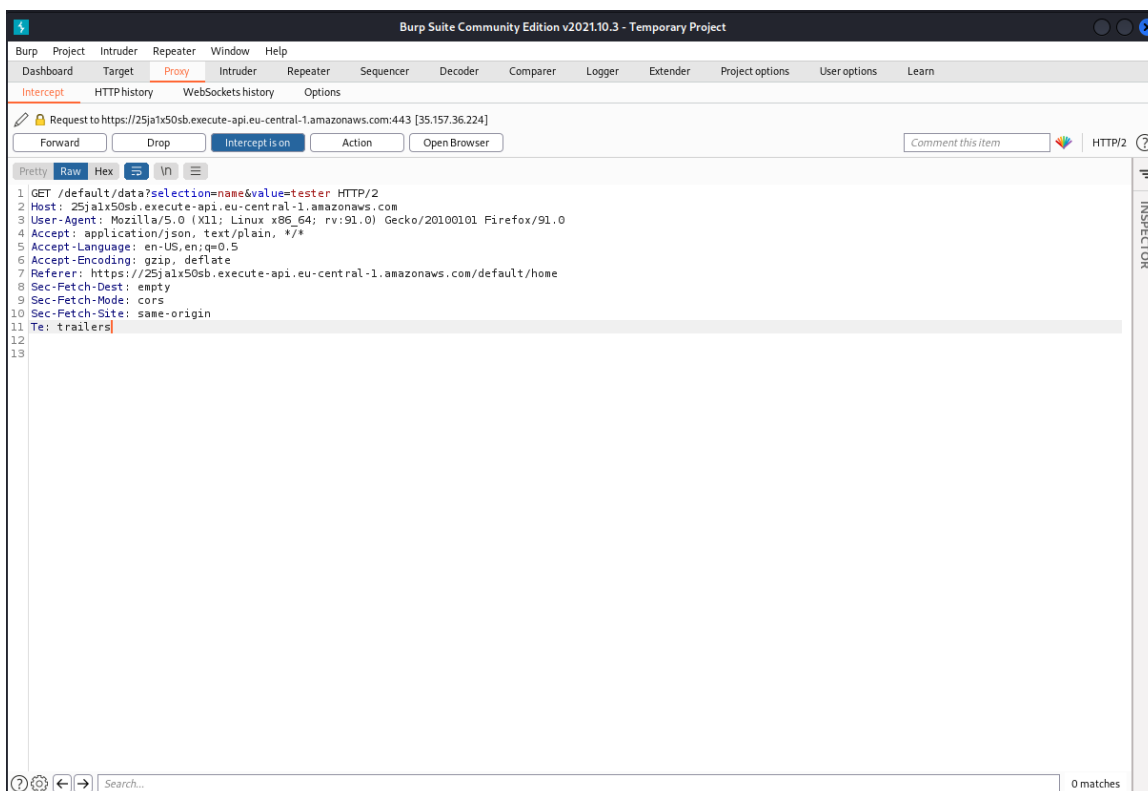 Burp Suite Community Edition v2021.10.3 - Temporary Project
Burp Project Intruder Repeater Window Help
Dashboard Target Proxy Intruder Repeater Sequencer Decoder Comparer Logger Extender Project options User options Learn
Intercept HTTP history WebSockets history Options
Request to https://25ja1x50sb.execute-api.eu-central-1.amazonaws.com:443 [35.157.36.224]
Forward Drop Intercept is on Action Open Browser Comment this item HTTP/2 ?
Pretty Raw Hex \n
1 GET /default/data?selection=name&value=tester HTTP/2
2 Host: 25ja1x50sb.execute-api.eu-central-1.amazonaws.com
3 User-Agent: Mozilla/5.0 (X11; Linux x86_64; rv:91.0) Gecko/20100101 Firefox/91.0
4 Accept: application/json, text/plain, */*
5 Accept-Language: en-US,en;q=0.5
6 Accept-Encoding: gzip, deflate
7 Referer: https://25ja1x50sb.execute-api.eu-central-1.amazonaws.com/default/home
8 Sec-Fetch-Dest: empty
9 Sec-Fetch-Mode: cors
10 Sec-Fetch-Site: same-origin
11 Te: trailers
12
13
INSPECTOR
? Search... 0 matches